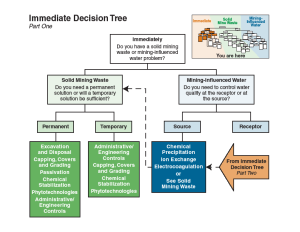 Immediate Decision Tree
Part One
Immediate
Solid
Mine Waste
Mining-
Influenced
Water
You are here
Immediately
Do you have a solid mining
waste or mining-influenced
water problem?
Solid Mining Waste
Do you need a permanent
solution or will a temporary
solution be sufficient?
Mining-Influenced Water
Do you need to control water
quality at the receptor or at
the source?
Permanent
Temporary
Source
Receptor
Excavation
and Disposal
Capping, Covers
and Grading
Passivation
Chemical
Stabilization
Phytotechnologies
Administrative/
Engineering
Controls
Administrative/
Engineering
Controls
Capping, Covers
and Grading
Chemical
Stabilization
Phytotechnologies
Chemical
Precipitation
Ion Exchange
Electrocoagulation
or
See Solid
Mining Waste
From Immediate
Decision Tree
Part Two